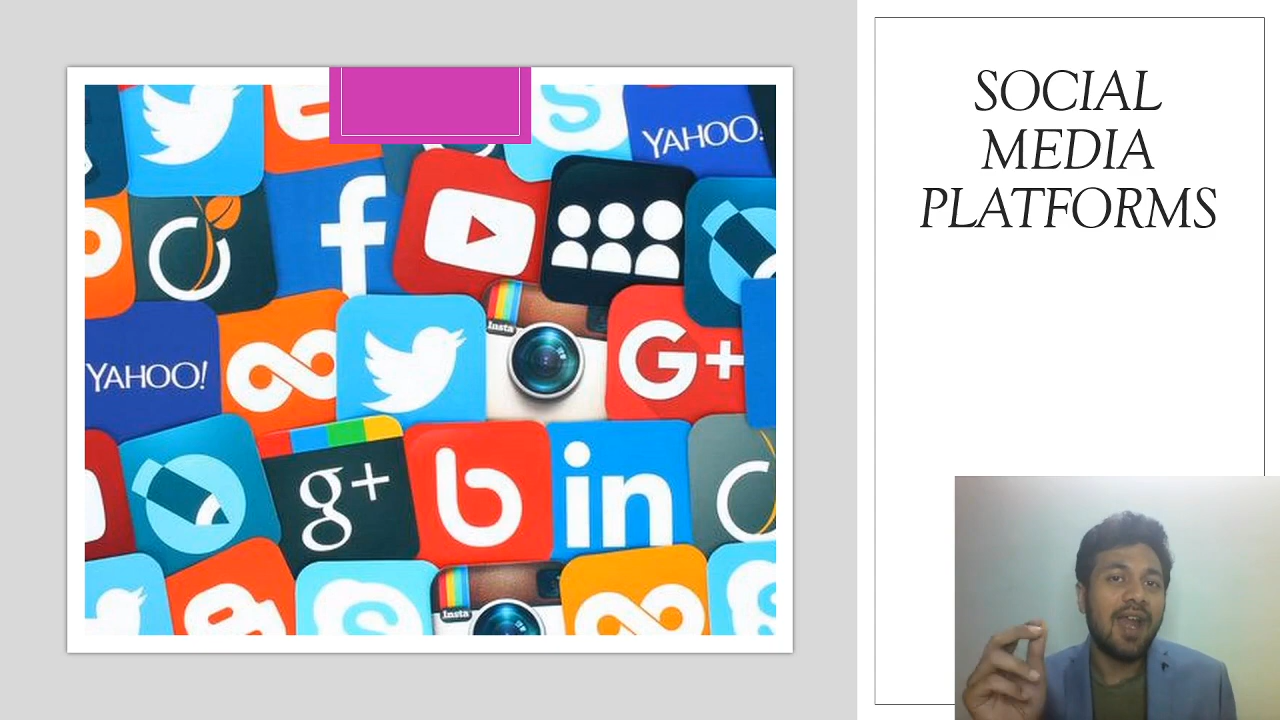 SOCIAL
MEDIA
PLATFORMS
YAHOO!
f
Insta
G+
YAHOO!
g+
b
in
Insta